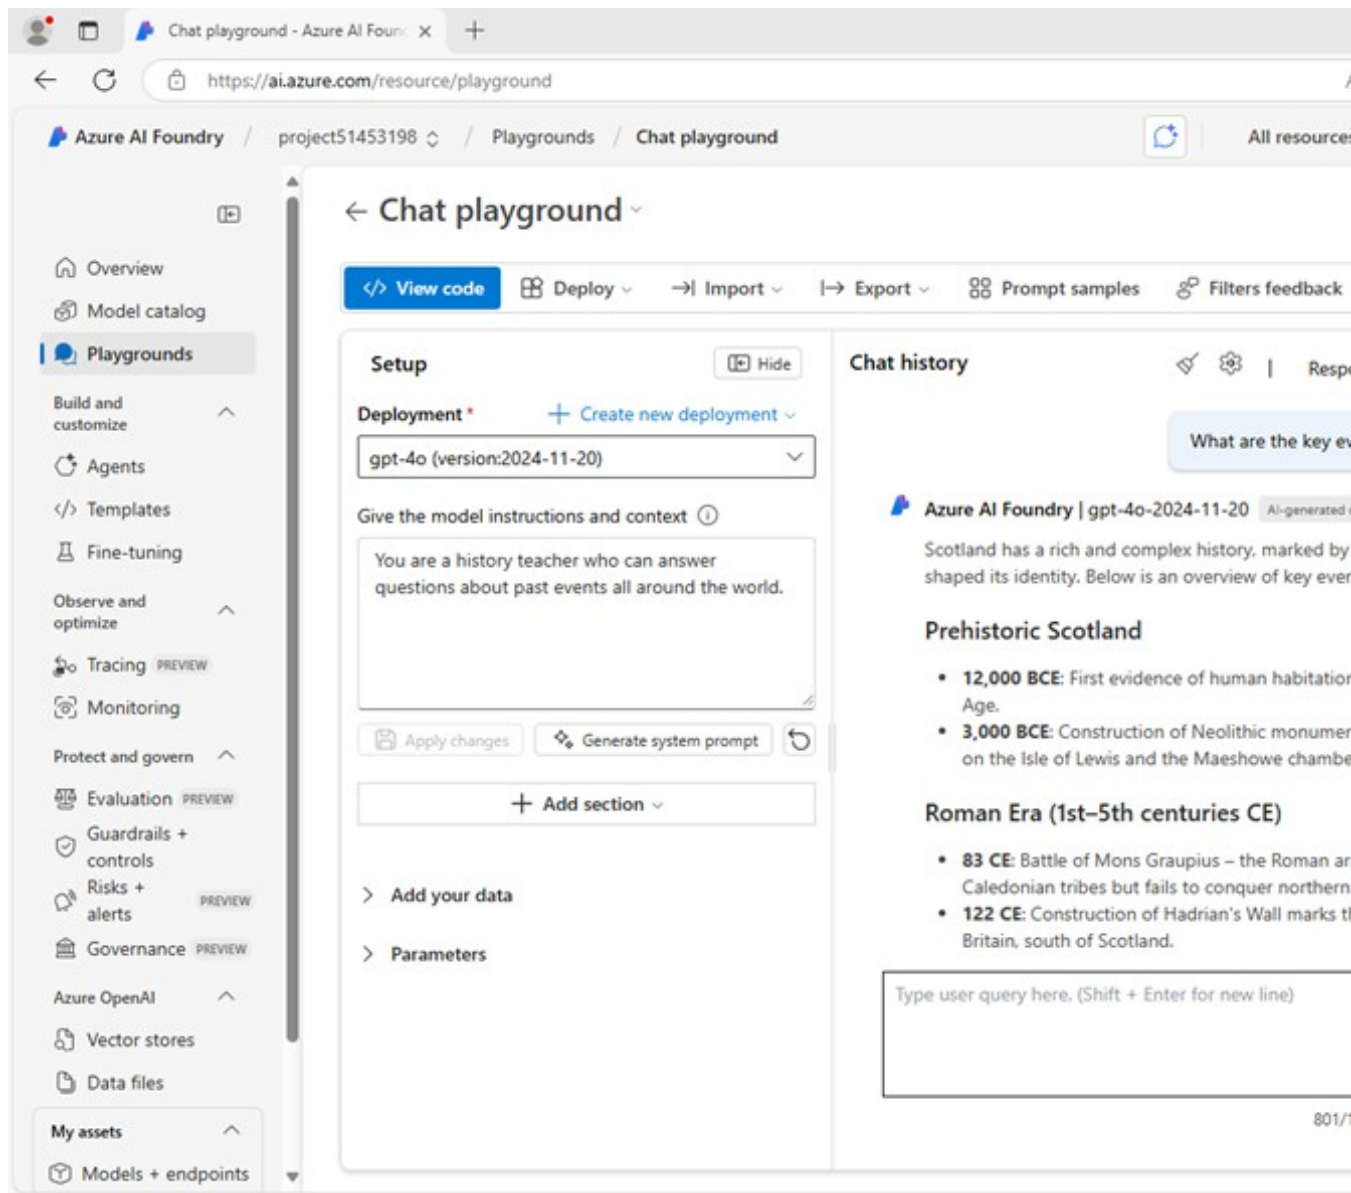 Chat playground - Azure AI Foun
https://ai.azure.com/resource/playground
Azure AI Foundry / project51453198 / Playgrounds / Chat playground
All resources
Chat playground
Overview
Model catalog
Playgrounds
Build and
customize
Agents
Templates
Fine-tuning
Observe and
optimize
Tracing PREVIEW
Monitoring
Protect and govern
Evaluation PREVIEW
Guardrails +
controls
Risks +
alerts PREVIEW
Governance PREVIEW
Azure OpenAI
Vector stores
Data files
My assets
Models + endpoints
</> View code
Deploy
Import
Export
Prompt samples
Filters feedback
Setup
Hide
Deployment *
+ Create new deployment
gpt-4o (version:2024-11-20)
Give the model instructions and context
You are a history teacher who can answer
questions about past events all around the world.
Apply changes
Generate system prompt
+ Add section
Add your data
Parameters
Chat history
What are the key
Azure AI Foundry | gpt-4o-2024-11-20 AI-generated
Scotland has a rich and complex history, marked by
shaped its identity. Below is an overview of key
Prehistoric Scotland
• 12,000 BCE: First evidence of human habitation
Age.
• 3,000 BCE: Construction of Neolithic
on the Isle of Lewis and the Maeshowe
Roman Era (1st–5th centuries CE)
• 83 CE: Battle of Mons Graupius – the Roman
Caledonian tribes but fails to conquer northern
• 122 CE: Construction of Hadrian's Wall marks
Britain, south of Scotland.
Type user query here. (Shift + Enter for new line)
801/1